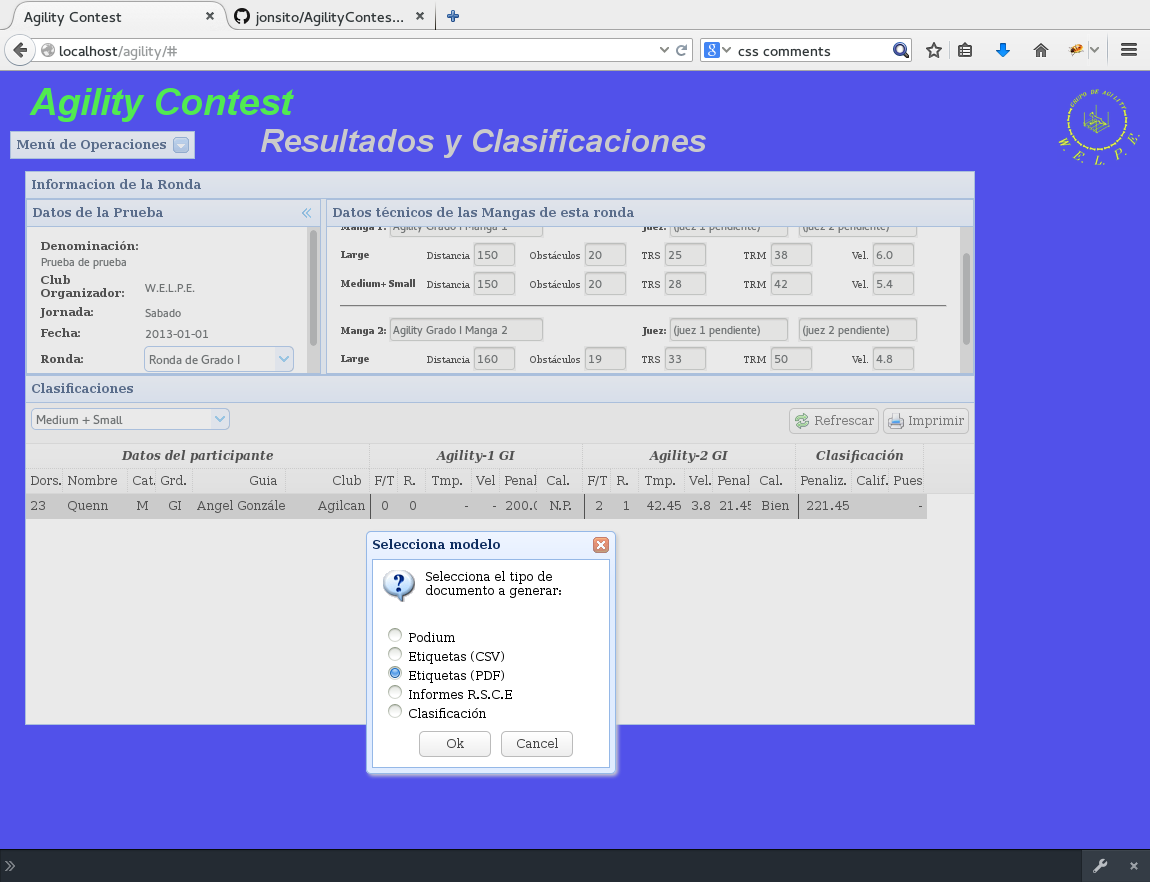 Agility Contest ×
jonsito/AgilityContes... ×
localhost/agility/#
8 css comments
Agility Contest
GRUPO DE AGILITY
W.E.L.P.E.
Menú de Operaciones
Resultados y Clasificaciones
Informacion de la Ronda
Datos de la Prueba
Datos técnicos de las Mangas de esta ronda
Denominación:
Prueba de prueba
Club Organizador: W.E.L.P.E.
Jornada: Sabado
Fecha: 2013-01-01
Ronda: Ronda de Grado I
Manga 1: Agility Grado I Manga 1 Juez: (juez 1 pendiente) (juez 2 pendiente)
Large Distancia 150 Obstáculos 20 TRS 25 TRM 38 Vel. 6.0
Medium+Small Distancia 150 Obstáculos 20 TRS 28 TRM 42 Vel. 5.4
Manga 2: Agility Grado I Manga 2 Juez: (juez 1 pendiente) (juez 2 pendiente)
Large Distancia 160 Obstáculos 19 TRS 33 TRM 50 Vel. 4.8
Clasificaciones
Medium + Small Refrescar Imprimir
Datos del participante Agility-1 GI Agility-2 GI Clasificación
Dors. Nombre Cat. Grd. Guia Club F/T R. Tmp. Vel Penal Cal. F/T R. Tmp. Vel. Penal Cal. Penaliz. Calif. Pues
23 Quenn M GI Angel Gonzále Agilcan 0 0 - - 200.0 N.P. 2 1 42.45 3.8 21.45 Bien 221.45 -
Selecciona modelo
Selecciona el tipo de
documento a generar:
Podium
Etiquetas (CSV)
Etiquetas (PDF)
Informes R.S.C.E
Clasificación
Ok Cancel